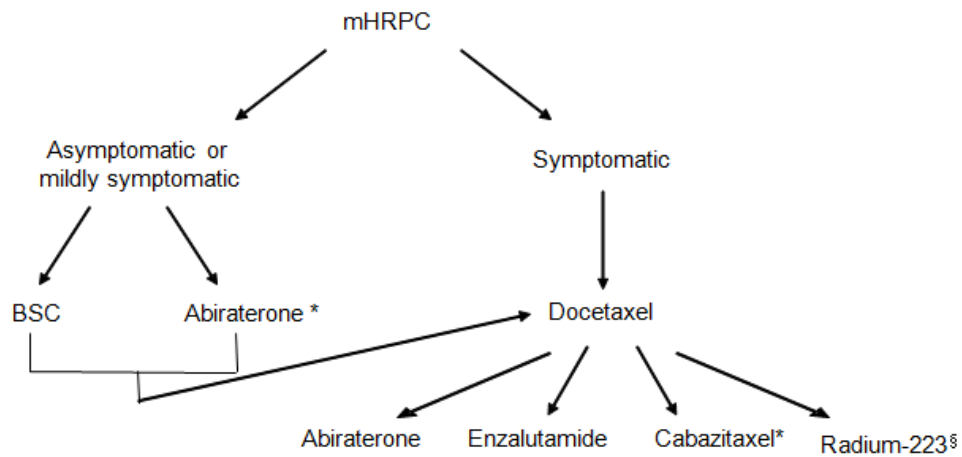 mHRPC
Asymptomatic or
mildly symptomatic
Symptomatic
BSC
Abiraterone *
Docetaxel
Abiraterone
Enzalutamide
Cabazitaxel*
Radium-223§